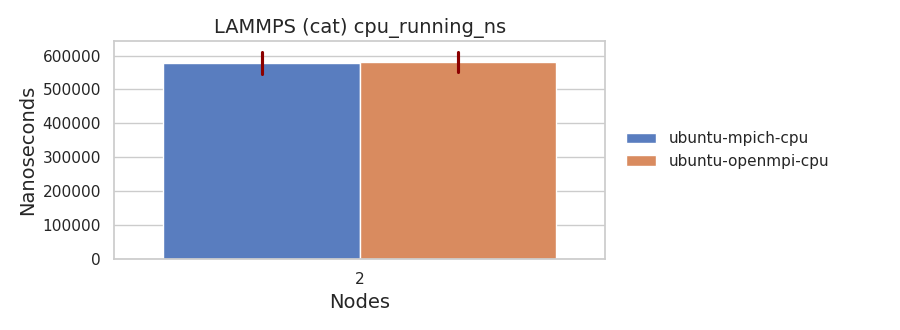 LAMMPS (cat) cpu_running_ns
600000
500000
400000
300000
200000
100000
0
Nanoseconds
2
Nodes
ubuntu-mpich-cpu
ubuntu-openmpi-cpu